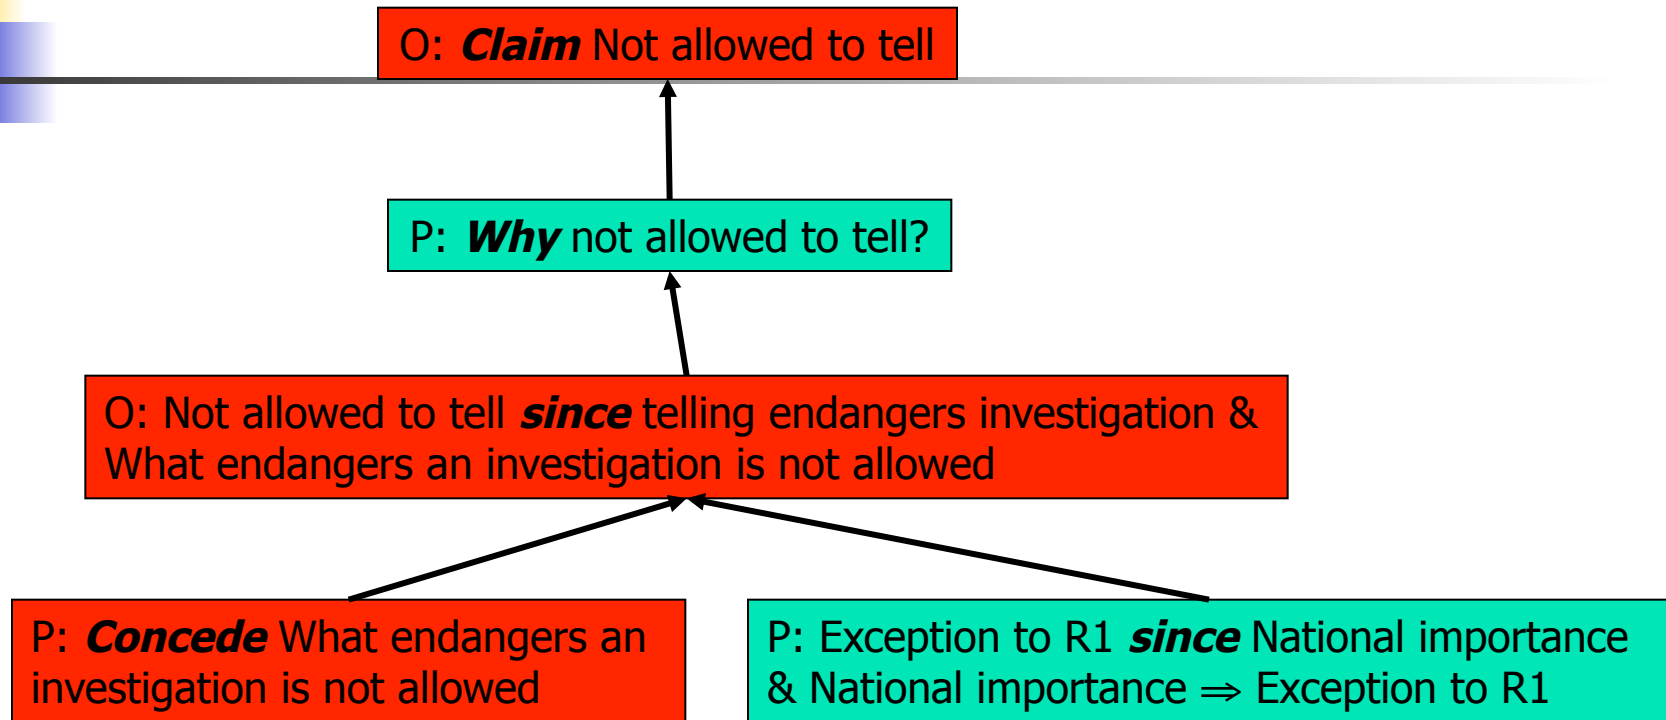 O: Claim Not allowed to tell
P: Why not allowed to tell?
O: Not allowed to tell since telling endangers investigation &
What endangers an investigation is not allowed
P: Concede What endangers an
investigation is not allowed
P: Exception to R1 since National importance
& National importance ⇒ Exception to R1